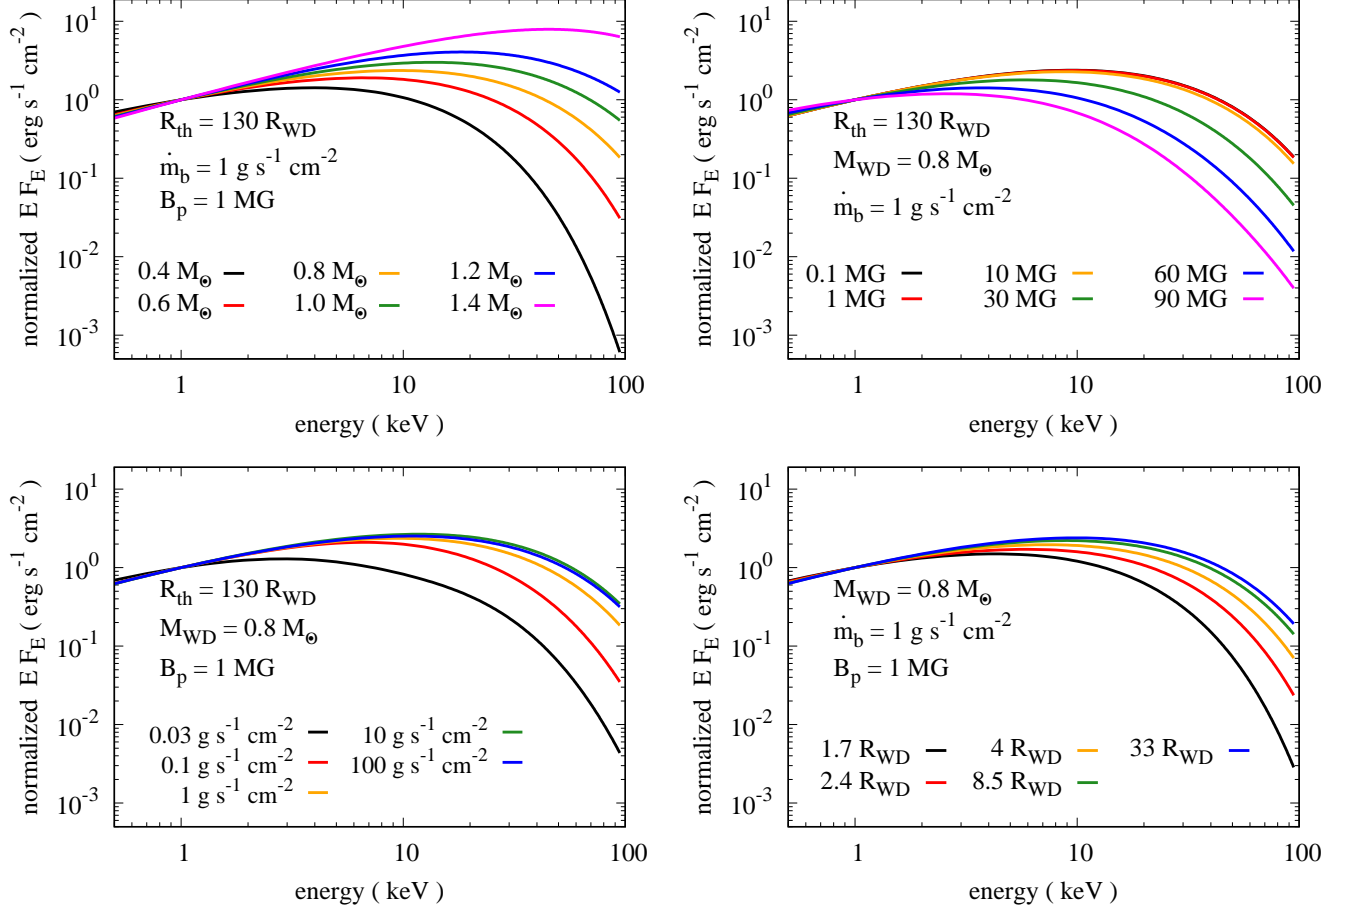 normalized E F_E ( erg s^-1 cm^-2 )
10^1
10^0
10^-1
10^-2
10^-3
R_th = 130 R_WD
ṁ_b = 1 g s^-1 cm^-2
B_p = 1 MG
0.4 M_⊙ 0.8 M_⊙ 1.2 M_⊙
0.6 M_⊙ 1.0 M_⊙ 1.4 M_⊙
1 10 100
energy ( keV )
normalized E F_E ( erg s^-1 cm^-2 )
10^1
10^0
10^-1
10^-2
10^-3
R_th = 130 R_WD
M_WD = 0.8 M_⊙
ṁ_b = 1 g s^-1 cm^-2
0.1 MG 10 MG 60 MG
1 MG 30 MG 90 MG
1 10 100
energy ( keV )
normalized E F_E ( erg s^-1 cm^-2 )
10^1
10^0
10^-1
10^-2
10^-3
R_th = 130 R_WD
M_WD = 0.8 M_⊙
B_p = 1 MG
0.03 g s^-1 cm^-2 10 g s^-1 cm^-2
0.1 g s^-1 cm^-2 100 g s^-1 cm^-2
1 g s^-1 cm^-2
1 10 100
energy ( keV )
normalized E F_E ( erg s^-1 cm^-2 )
10^1
10^0
10^-1
10^-2
10^-3
M_WD = 0.8 M_⊙
ṁ_b = 1 g s^-1 cm^-2
B_p = 1 MG
1.7 R_WD 4 R_WD 33 R_WD
2.4 R_WD 8.5 R_WD
1 10 100
energy ( keV )